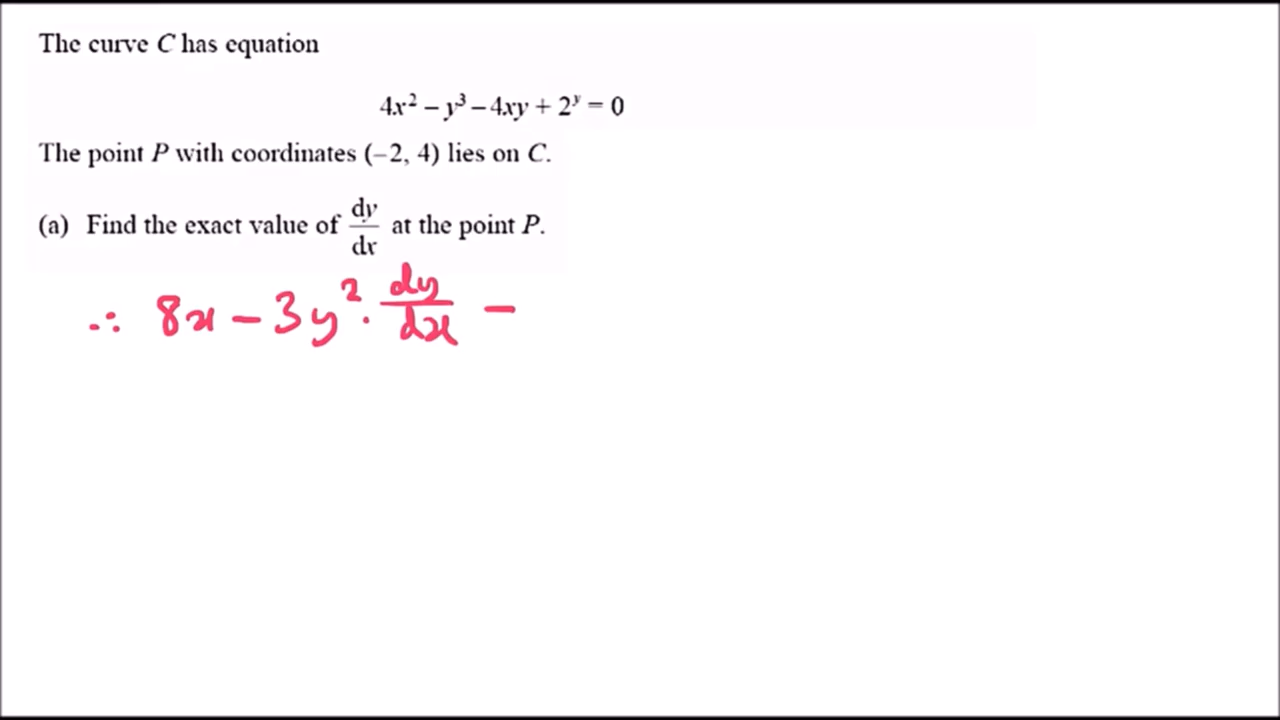 The curve C has equation
4x² – y³ – 4xy + 2ʸ = 0
The point P with coordinates (–2, 4) lies on C.
(a) Find the exact value of dy/dx at the point P.
∴ 8x – 3y² · dy/dx –